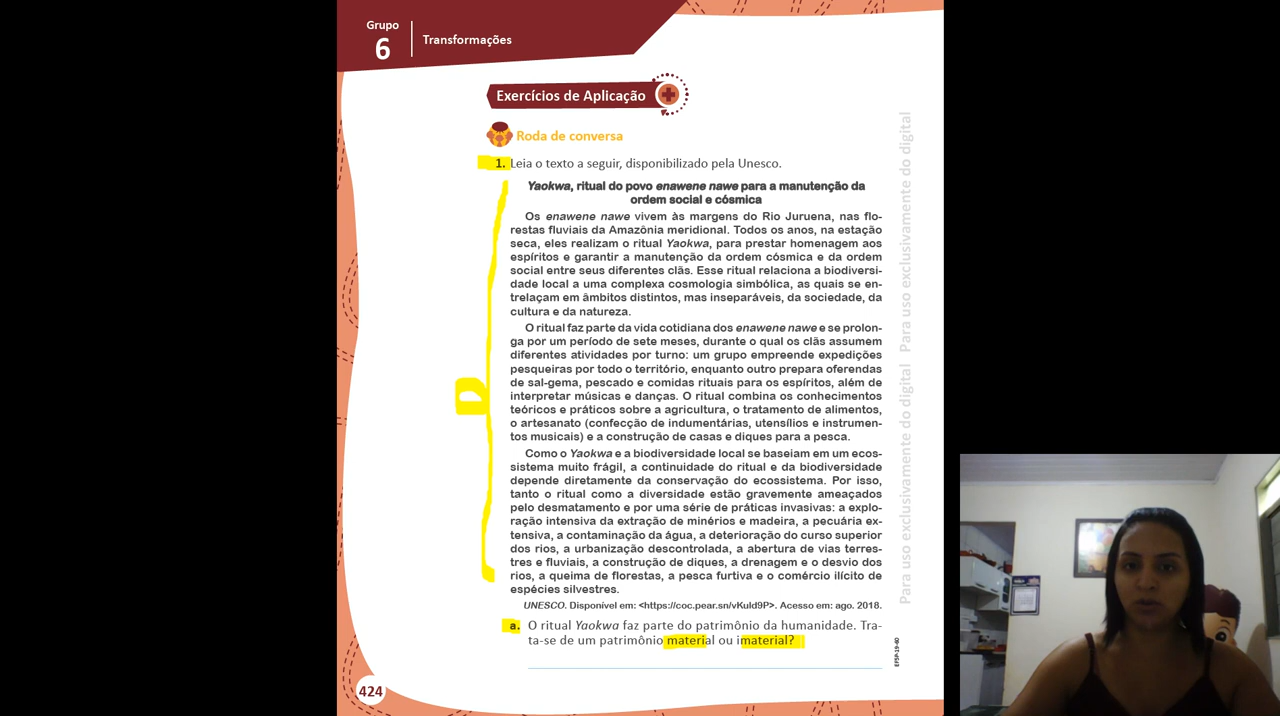 Grupo
6
Transformações
Exercícios de Aplicação
Roda de conversa
1. Leia o texto a seguir, disponibilizado pela Unesco.
Yaokwa, ritual do povo enawene nawe para a manutenção da
ordem social e cósmica
Os enawene nawe vivem às margens do Rio Juruena, nas flo-
restas fluviais da Amazônia meridional. Todos os anos, na estação
seca, eles realizam o ritual Yaokwa, para prestar homenagem aos
espíritos e garantir a manutenção da ordem cósmica e da ordem
social entre seus diferentes clãs. Esse ritual relaciona a biodiversi-
dade local a uma complexa cosmologia simbólica, as quais se en-
trelaçam em âmbitos distintos, mas inseparáveis, da sociedade, da
cultura e da natureza.
O ritual faz parte da vida cotidiana dos enawene nawe e se prolon-
ga por um período de sete meses, durante o qual os clãs assumem
diferentes atividades por turno: um grupo empreende expedições
pesqueiras por todo o território, enquanto outro prepara oferendas
de sal-gema, pescado e comidas rituais para os espíritos, além de
interpretar músicas e danças. O ritual combina os conhecimentos
teóricos e práticos sobre a agricultura, o tratamento de alimentos,
o artesanato (confecção de indumentárias, utensílios e instrumen-
tos musicais) e a construção de casas e diques para a pesca.
Como o Yaokwa e a biodiversidade local se baseiam em um ecos-
sistema muito frágil, a continuidade do ritual e da biodiversidade
depende diretamente da conservação do ecossistema. Por isso,
tanto o ritual como a diversidade estão gravemente ameaçados
pelo desmatamento e por uma série de práticas invasivas: a explo-
ração intensiva da extração de minérios e madeira, a pecuária ex-
tensiva, a contaminação da água, a deterioração do curso superior
dos rios, a urbanização descontrolada, a abertura de vias terres-
tres e fluviais, a construção de diques, a drenagem e o desvio dos
rios, a queima de florestas, a pesca furtiva e o comércio ilícito de
espécies silvestres.
UNESCO. Disponível em: <https://coc.pear.sn/vKuld9P>. Acesso em: ago. 2018.
a. O ritual Yaokwa faz parte do patrimônio da humanidade. Tra-
ta-se de um patrimônio material ou imaterial?
424
Para uso exclusivamente do digital Para uso exclusivamente do digital
EFSP-19-60